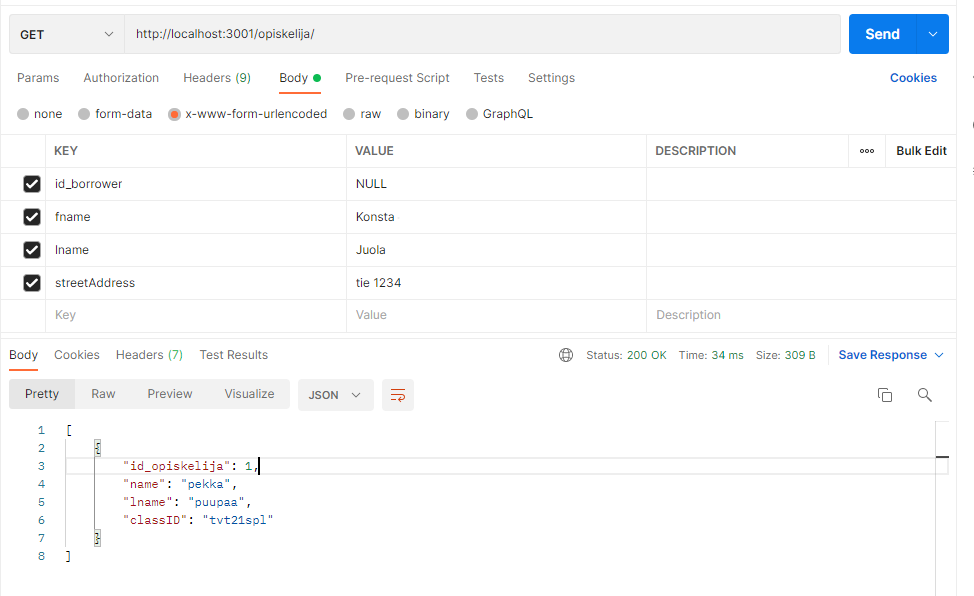 GET http://localhost:3001/opiskelija/ Send
Params Authorization Headers (9) Body Pre-request Script Tests Settings Cookies
none form-data x-www-form-urlencoded raw binary GraphQL
KEY VALUE DESCRIPTION ooo Bulk Edit
id_borrower NULL
fname Konsta
lname Juola
streetAddress tie 1234
Key Value Description
Body Cookies Headers (7) Test Results Status: 200 OK Time: 34 ms Size: 309 B Save Response
Pretty Raw Preview Visualize JSON
1 [
2 {
3 "id_opiskelija": 1,
4 "name": "pekka",
5 "lname": "puupaa",
6 "classID": "tvt21spl"
7 }
8 ]